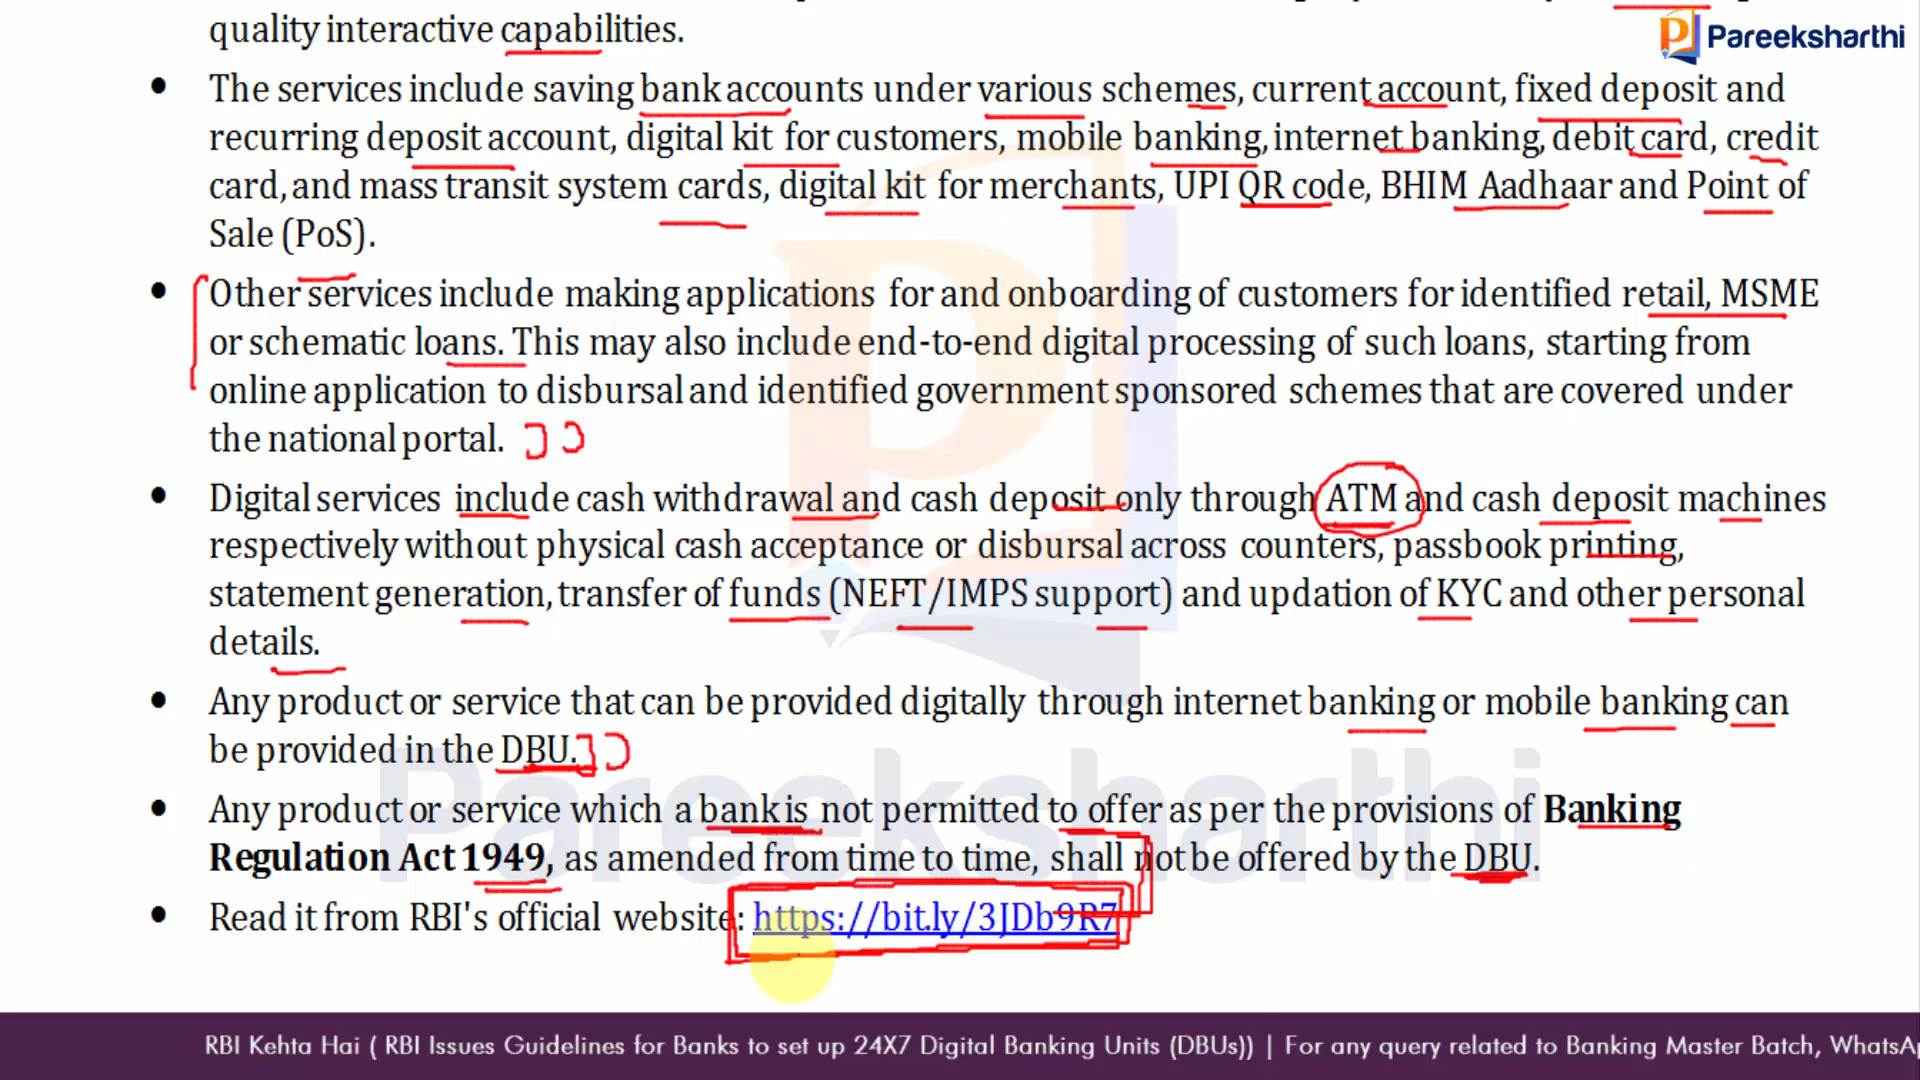 quality interactive capabilities.
Pareeksharthi
• The services include saving bank accounts under various schemes, current account, fixed deposit and
recurring deposit account, digital kit for customers, mobile banking, internet banking, debit card, credit
card, and mass transit system cards, digital kit for merchants, UPI QR code, BHIM Aadhaar and Point of
Sale (PoS).
• Other services include making applications for and onboarding of customers for identified retail, MSME
or schematic loans. This may also include end-to-end digital processing of such loans, starting from
online application to disbursal and identified government sponsored schemes that are covered under
the national portal.
• Digital services include cash withdrawal and cash deposit only through ATM and cash deposit machines
respectively without physical cash acceptance or disbursal across counters, passbook printing,
statement generation, transfer of funds (NEFT/IMPS support) and updation of KYC and other personal
details.
• Any product or service that can be provided digitally through internet banking or mobile banking can
be provided in the DBU.
Pareeksharthi
• Any product or service which a bank is not permitted to offer as per the provisions of Banking
Regulation Act 1949, as amended from time to time, shall not be offered by the DBU.
• Read it from RBI's official website: https://bit.ly/3JDb9R7
RBI Kehta Hai ( RBI Issues Guidelines for Banks to set up 24X7 Digital Banking Units (DBUs)) | For any query related to Banking Master Batch,